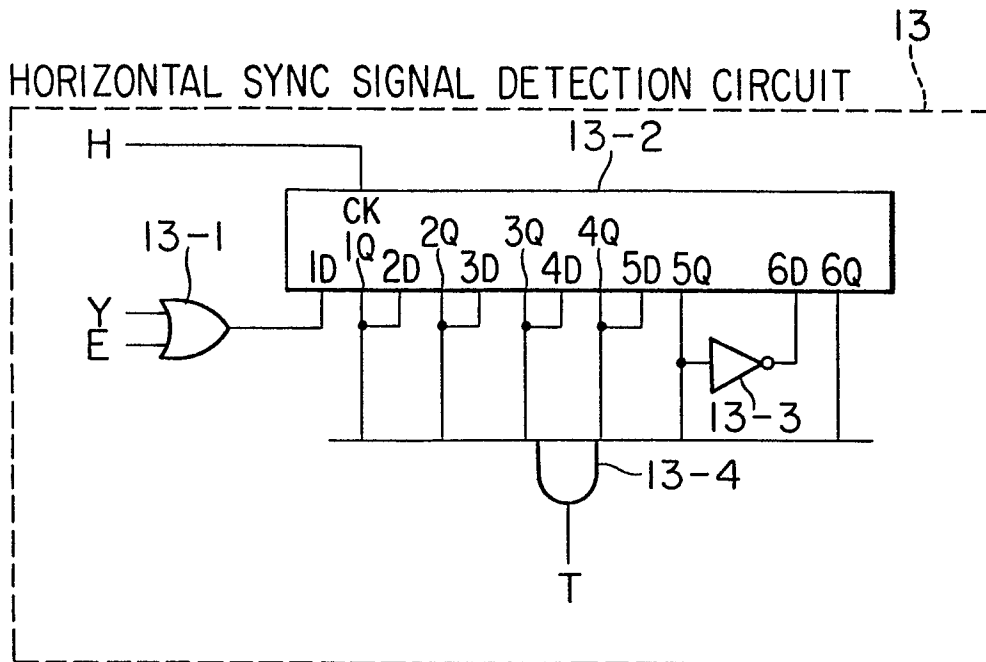 13
HORIZONTAL SYNC SIGNAL DETECTION CIRCUIT
H
13-2
CK
13-1
1D 1Q 2D 2Q 3D 3Q 4D 4Q 5D 5Q 6D 6Q
Y
E
13-3
13-4
T